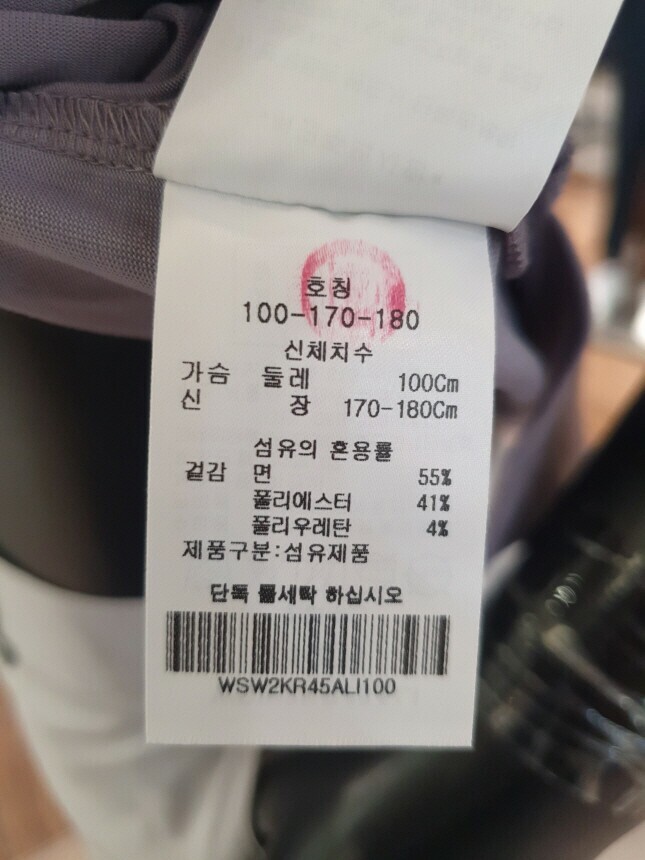 호칭
100-170-180
신체치수
가슴 둘레 100Cm
신 장 170-180Cm
섬유의 혼용률
겉감 면 55%
폴리에스터 41%
폴리우레탄 4%
제품구분:섬유제품
단독 물세탁 하십시오
WSW2KR45ALI100